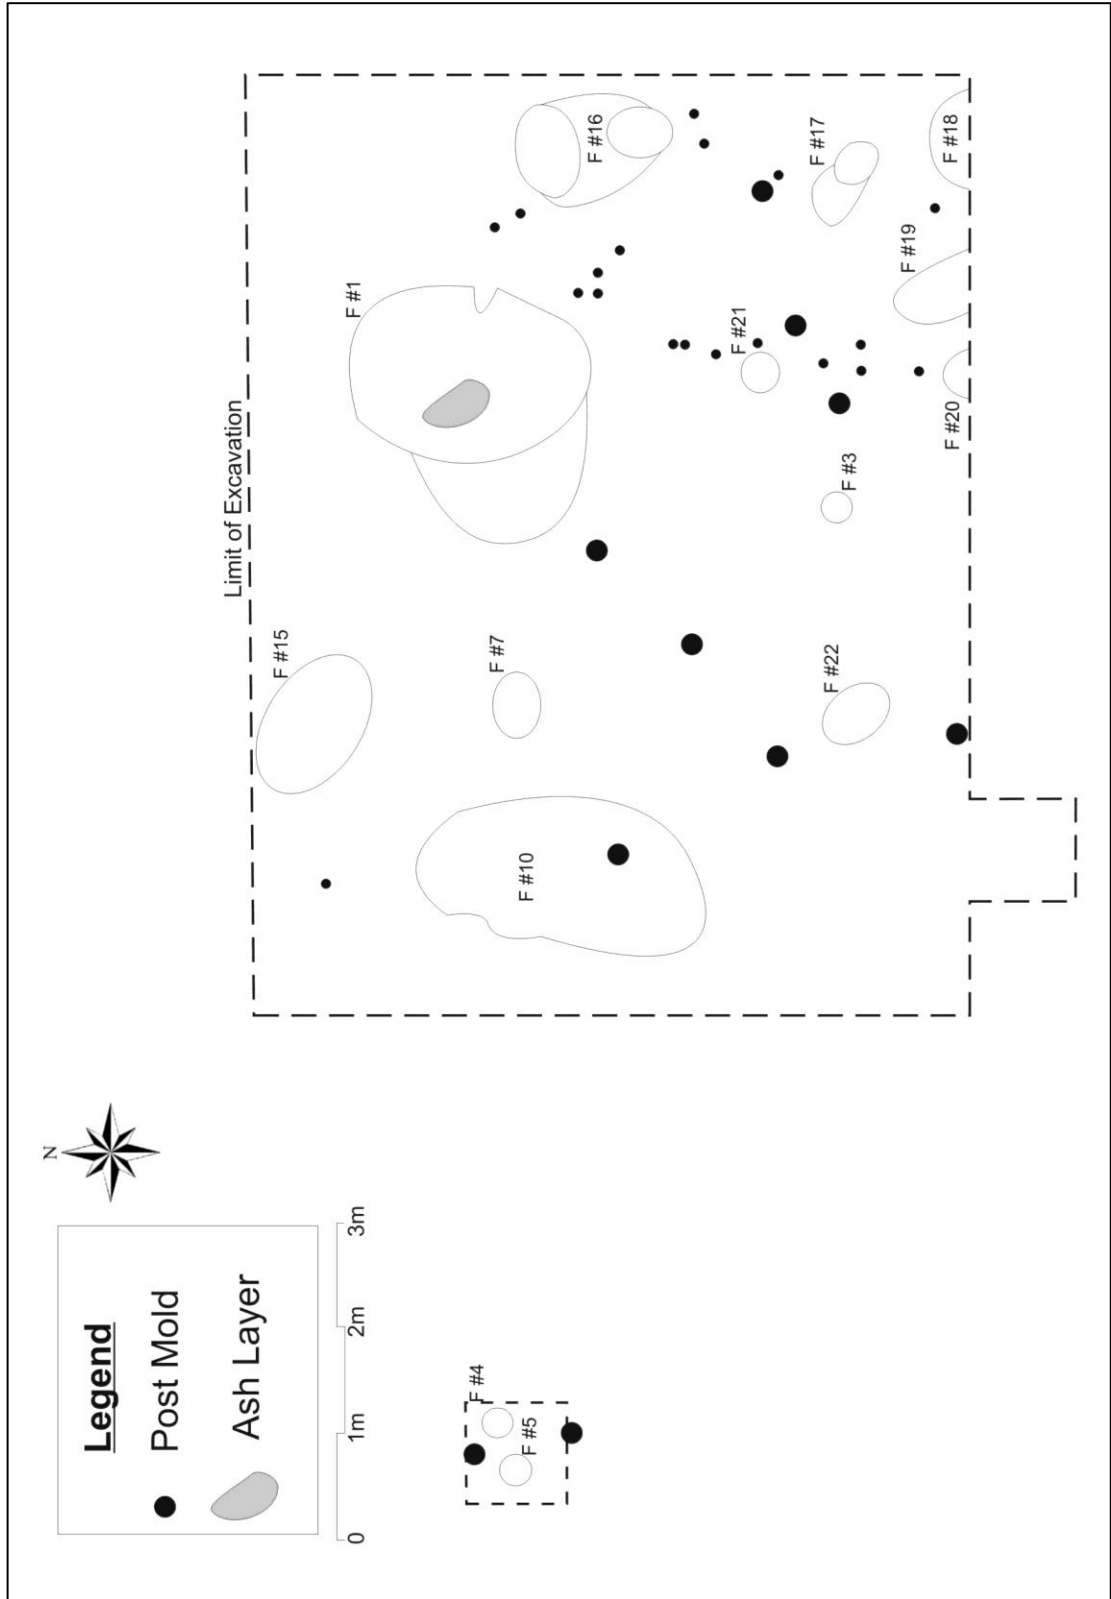 Legend
Post Mold
Ash Layer
0 1m 2m 3m
N
Limit of Excavation
F #15
F #1
F #7
F #16
F #10
F #21
F #17
F #22
F #3
F #19
F #20
F #18
F #4
F #5